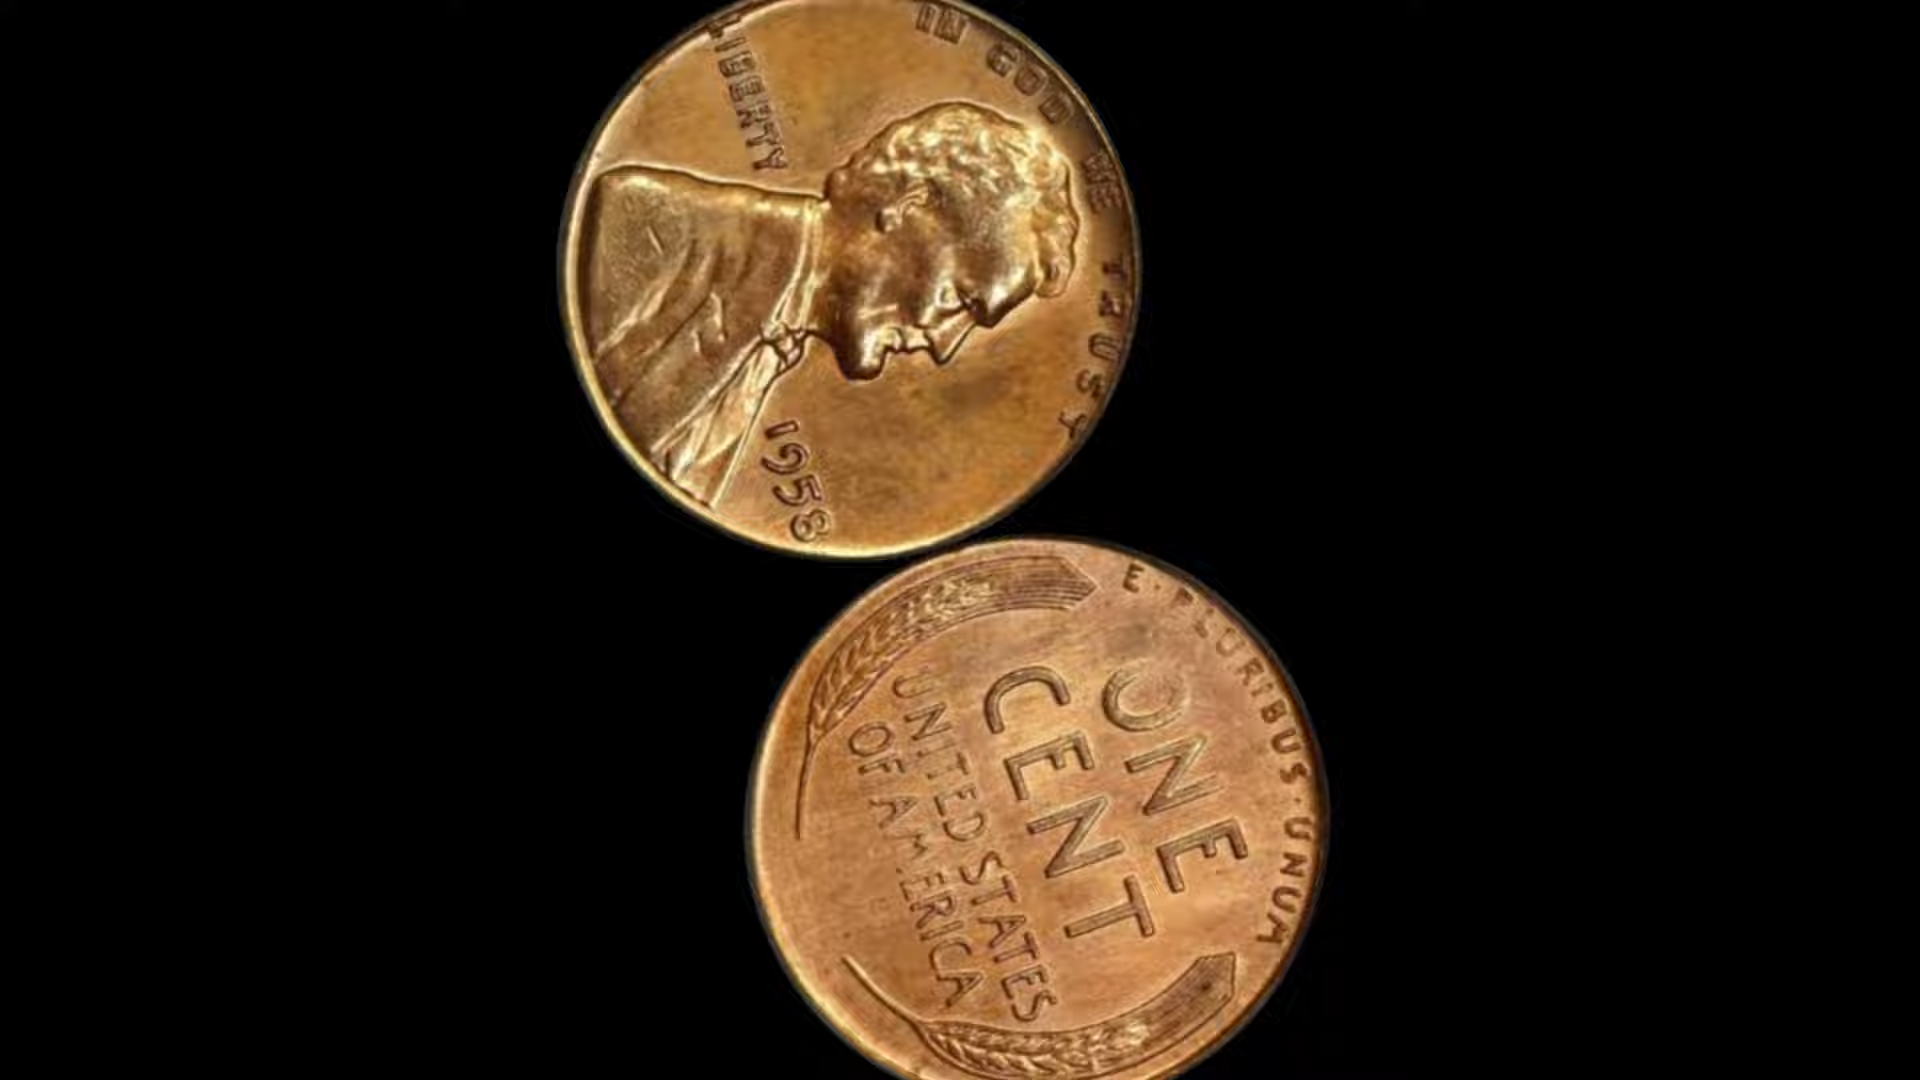 IN GOD WE TRUST
LIBERTY
1958
E · PLURIBUS · UNUM
ONE
CENT
UNITED STATES
OF AMERICA